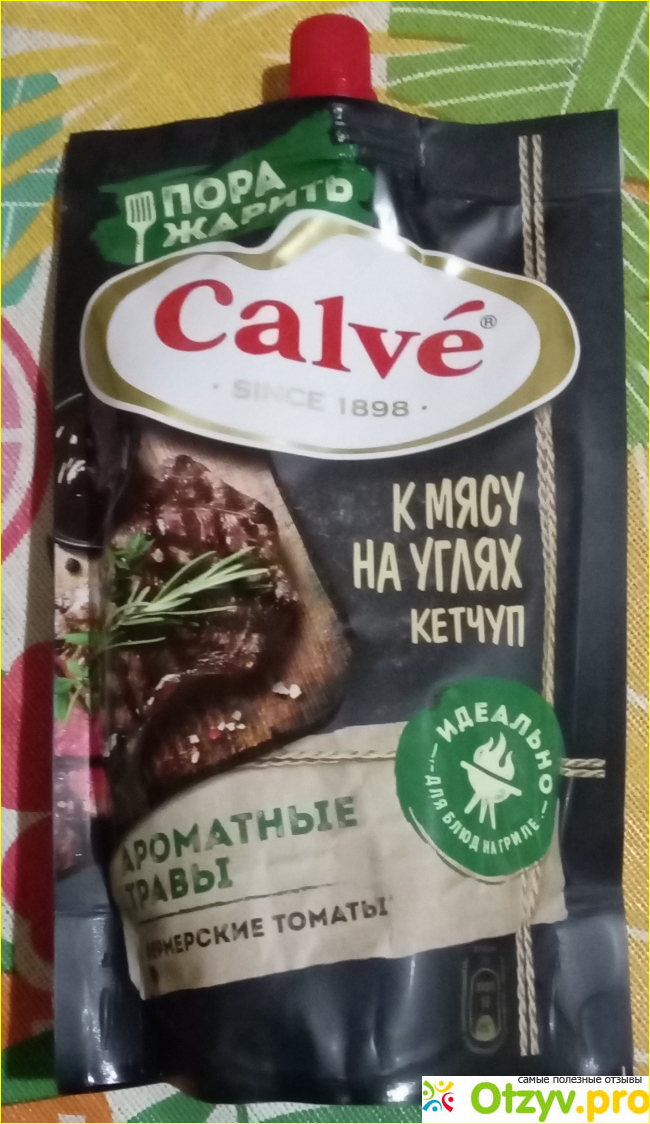 ПОРА
ЖАРИТЬ
Calvé®
· SINCE 1898 ·
К МЯСУ
НА УГЛЯХ
КЕТЧУП
ИДЕАЛЬНО
ДЛЯ БЛЮД НА ГРИЛЕ
АРОМАТНЫЕ
ТРАВЫ
ТОМАТЫ
самые полезные отзывы
Otzyv.pro